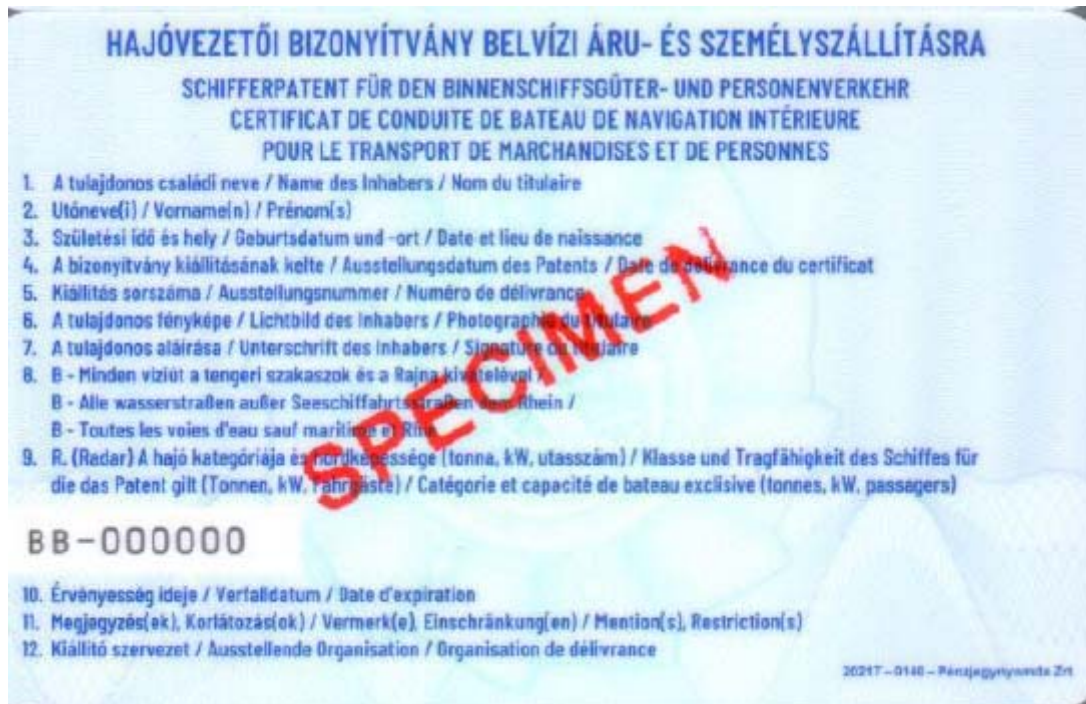 HAJÓVEZETŐI BIZONYÍTVÁNY BELVÍZI ÁRU- ÉS SZEMÉLYSZÁLLÍTÁSRA
SCHIFFERPATENT FÜR DEN BINNENSCHIFFSGÜTER- UND PERSONENVERKEHR
CERTIFICAT DE CONDUITE DE BATEAU DE NAVIGATION INTÉRIEURE
POUR LE TRANSPORT DE MARCHANDISES ET DE PERSONNES
1. A tulajdonos családi neve / Name des Inhabers / Nom du titulaire
2. Utóneve(i) / Vorname(n) / Prénom(s)
3. Születési idő és hely / Geburtsdatum und -ort / Date et lieu de naissance
4. A bizonyítvány kiállításának kelte / Ausstellungsdatum des Patents / Date de délivrance du certificat
5. Kiállítás sorszáma / Ausstellungsnummer / Numéro de délivrance
6. A tulajdonos fényképe / Lichtbild des Inhabers / Photographie du titulaire
7. A tulajdonos aláírása / Unterschrift des Inhabers / Signature du titulaire
8. B - Minden víziút a tengeri szakaszok és a Rajna kivételével /
B - Alle wasserstraßen außer Seeschiffahrtsstraßen dem Rhein /
B - Toutes les voies d'eau sauf maritime et Rhin
SPECIMEN
9. R. (Radar) A hajó kategóriája és hordképessége (tonna, kW, utasszám) / Klasse und Tragfähigkeit des Schiffes für
die das Patent gilt (Tonnen, kW, Fahrgäste) / Catégorie et capacité de bateau exclusive (tonnes, kW, passagers)
BB-000000
10. Érvényesség ideje / Verfalldatum / Date d'expiration
11. Megjegyzés(ek), Korlátozás(ok) / Vermerk(e), Einschränkung(en) / Mention(s), Restriction(s)
12. Kiállító szervezet / Ausstellende Organisation / Organisation de délivrance
20217-0146 - Pénzjegynyomda Zrt